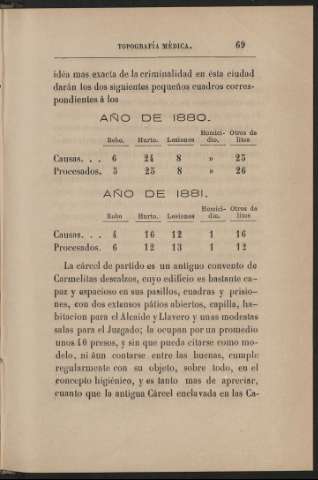 TOPOGRAFÍA MÉDICA. 69
idéa mas exacta de la criminalidad en ésta ciudad
darán los dos siguientes pequeños cuadros corres-
pondientes á los
AÑO DE 1880.
Robo. Hurto. Lesiones Homici-dio. Otros de litos
Causas. . . 6 24 8 » 25
Procesados. 5 25 8 » 26
AÑO DE 1881.
Robo Hurto. Lesiones Homici-dio. Otros de litos
Causas. . . 4 16 12 1 16
Procesados. 6 12 13 1 12
La cárcel de partido es un antiguo convento de
Carmelitas descalzos, cuyo edificio es bastante ca-
paz y espacioso en sus pasillos, cuadras y prisio-
nes, con dos extensos pátios abiertos, capilla, ha-
bitacion para el Alcaide y Llavero y unas modestas
salas para el Juzgado; la ocupan por un promedio
unos 40 presos, y sin que pueda citarse como mo-
delo, ni áun contarse entre las buenas, cumple
regularmente con su objeto, sobre todo, en el
concepto higiénico, y es tanto mas de apreciar,
cuanto que la antigua Cárcel enclavada en las Ca-